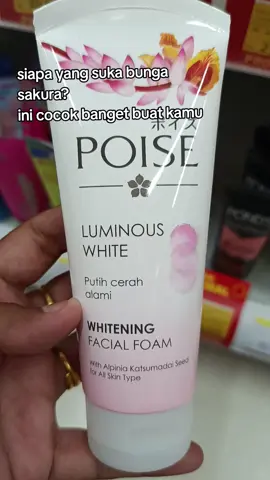 siapa yang suka bunga
sakura?
ini cocok banget buat kamu
ポイズ
POISE
LUMINOUS
WHITE
Putih cerah
alami
WHITENING
FACIAL FOAM
With Alpinia Katsumadai Seed
for All Skin Type
POND'S